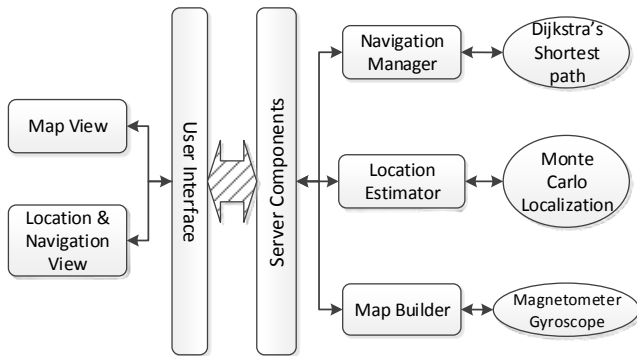 Map View
Location &
Navigation
View
User Interface
Server Components
Navigation
Manager
Dijkstra's
Shortest
path
Location
Estimator
Monte
Carlo
Localization
Map Builder
Magnetometer
Gyroscope